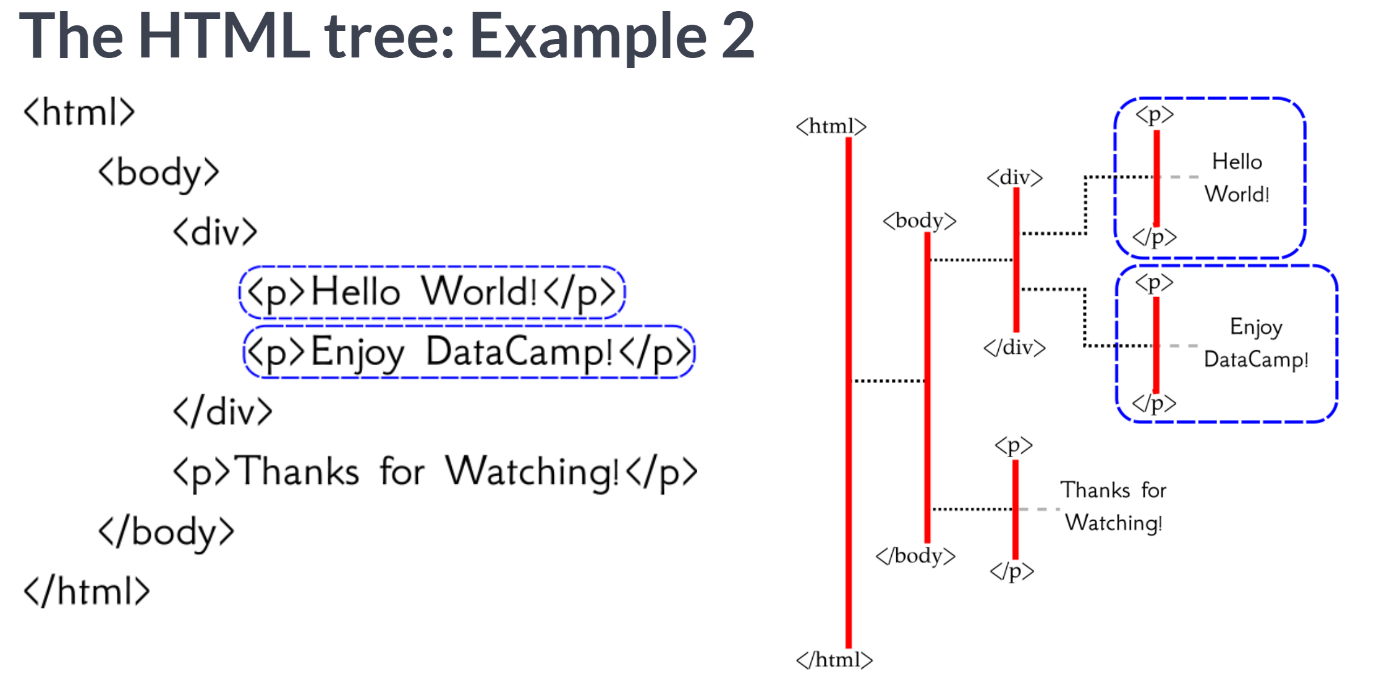 The HTML tree: Example 2
<html>
<body>
<div>
<p>Hello World!</p>
<p>Enjoy DataCamp!</p>
</div>
<p>Thanks for Watching!</p>
</body>
</html>
<html>
</html>
<body>
</body>
<div>
</div>
<p>
Hello
World!
</p>
<p>
Enjoy
DataCamp!
</p>
<p>
Thanks for
Watching!
</p>